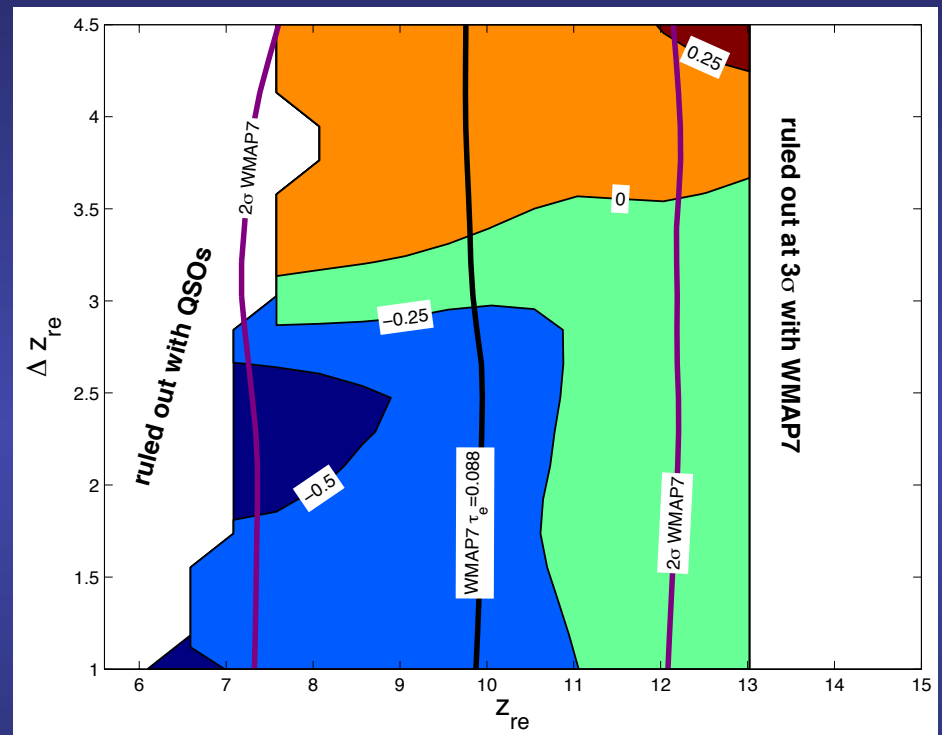 4.5
4
3.5
3
2.5
2
1.5
1
Δ z_re
6 7 8 9 10 11 12 13 14 15
z_re
ruled out with QSOs
2σ WMAP7
WMAP7 τ_e=0.088
2σ WMAP7
ruled out at 3σ with WMAP7
0.25
0
−0.25
−0.5